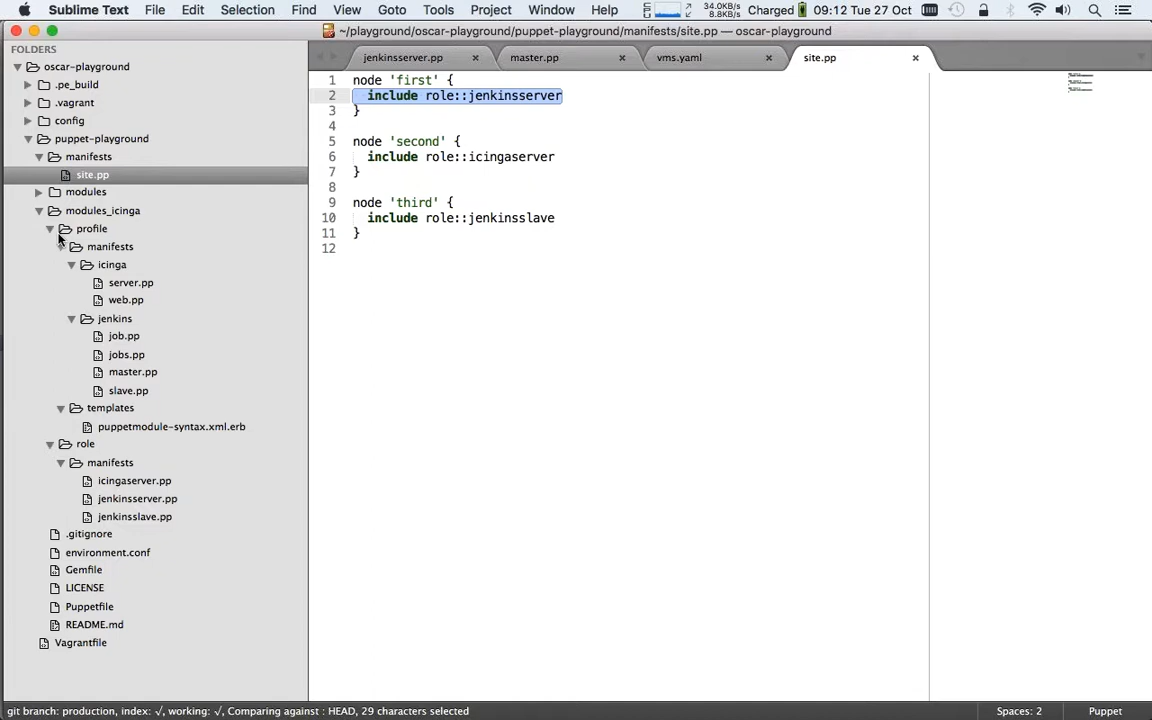 Sublime Text File Edit Selection Find View Goto Tools Project Window Help 34.0KB/s 8.8KB/s Charged 09:12 Tue 27 Oct
~/playground/oscar-playground/puppet-playground/manifests/site.pp — oscar-playground
FOLDERS
oscar-playground
.pe_build
.vagrant
config
puppet-playground
manifests
site.pp
modules
modules_icinga
profile
manifests
icinga
server.pp
web.pp
jenkins
job.pp
jobs.pp
master.pp
slave.pp
templates
puppetmodule-syntax.xml.erb
role
manifests
icingaserver.pp
jenkinsserver.pp
jenkinsslave.pp
.gitignore
environment.conf
Gemfile
LICENSE
Puppetfile
README.md
Vagrantfile
jenkinsserver.pp × master.pp × vms.yaml × site.pp ×
1 node 'first' {
2 include role::jenkinsserver
3 }
4
5 node 'second' {
6 include role::icingaserver
7 }
8
9 node 'third' {
10 include role::jenkinsslave
11 }
12
git branch: production, index: √, working: √, Comparing against : HEAD, 29 characters selected Spaces: 2 Puppet